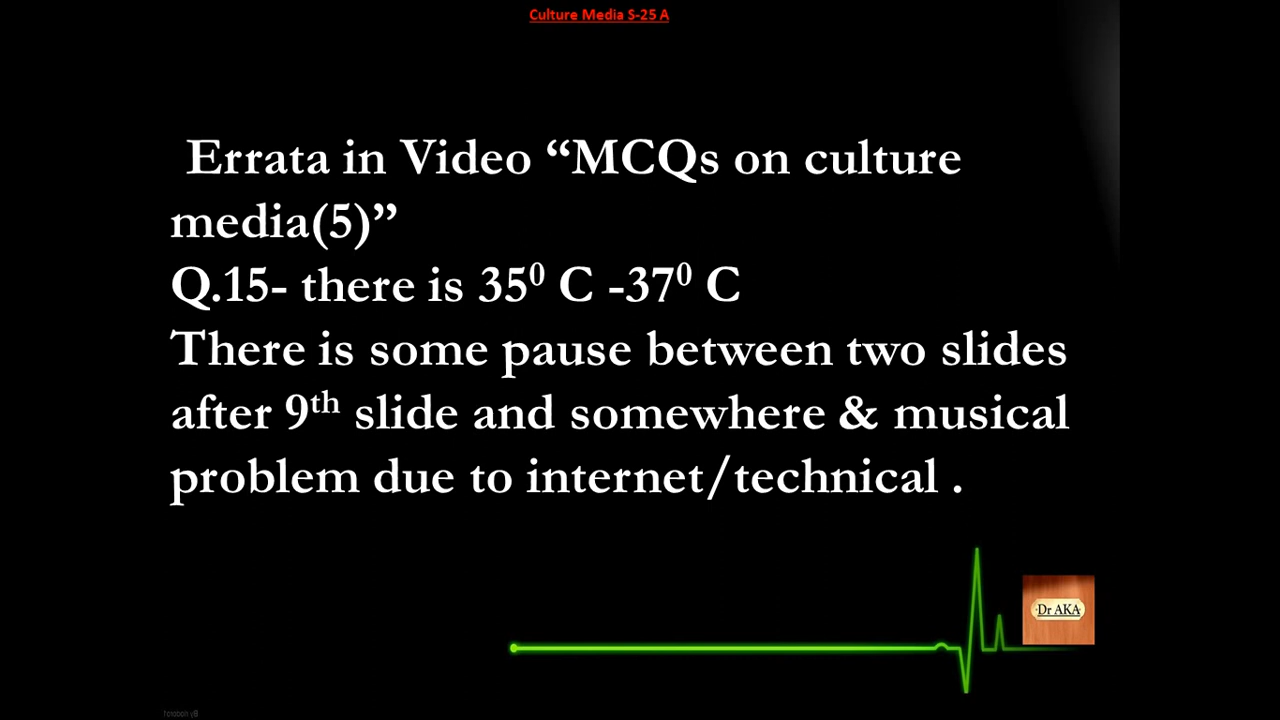 Culture Media S-25 A
Errata in Video “MCQs on culture
media(5)”
Q.15- there is 35⁰ C -37⁰ C
There is some pause between two slides
after 9ᵗʰ slide and somewhere & musical
problem due to internet/technical .
Dr AKA